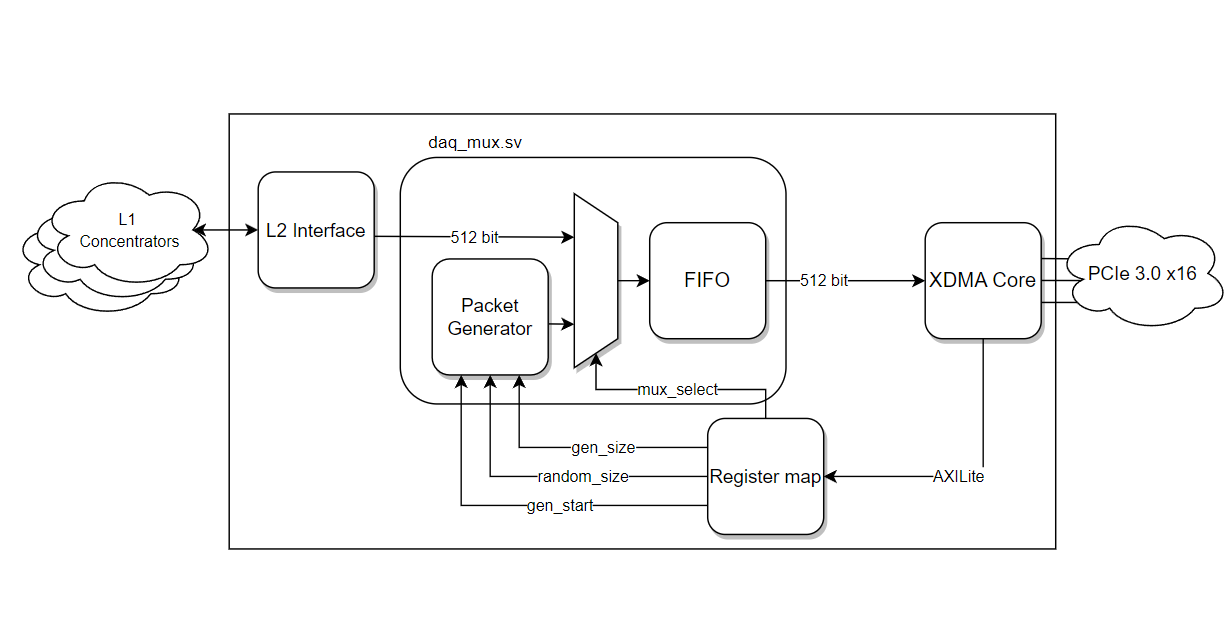 daq_mux.sv
L1
Concentrators
L2 Interface
512 bit
Packet
Generator
FIFO
512 bit
XDMA Core
PCIe 3.0 x16
mux_select
gen_size
random_size
gen_start
Register map
AXILite